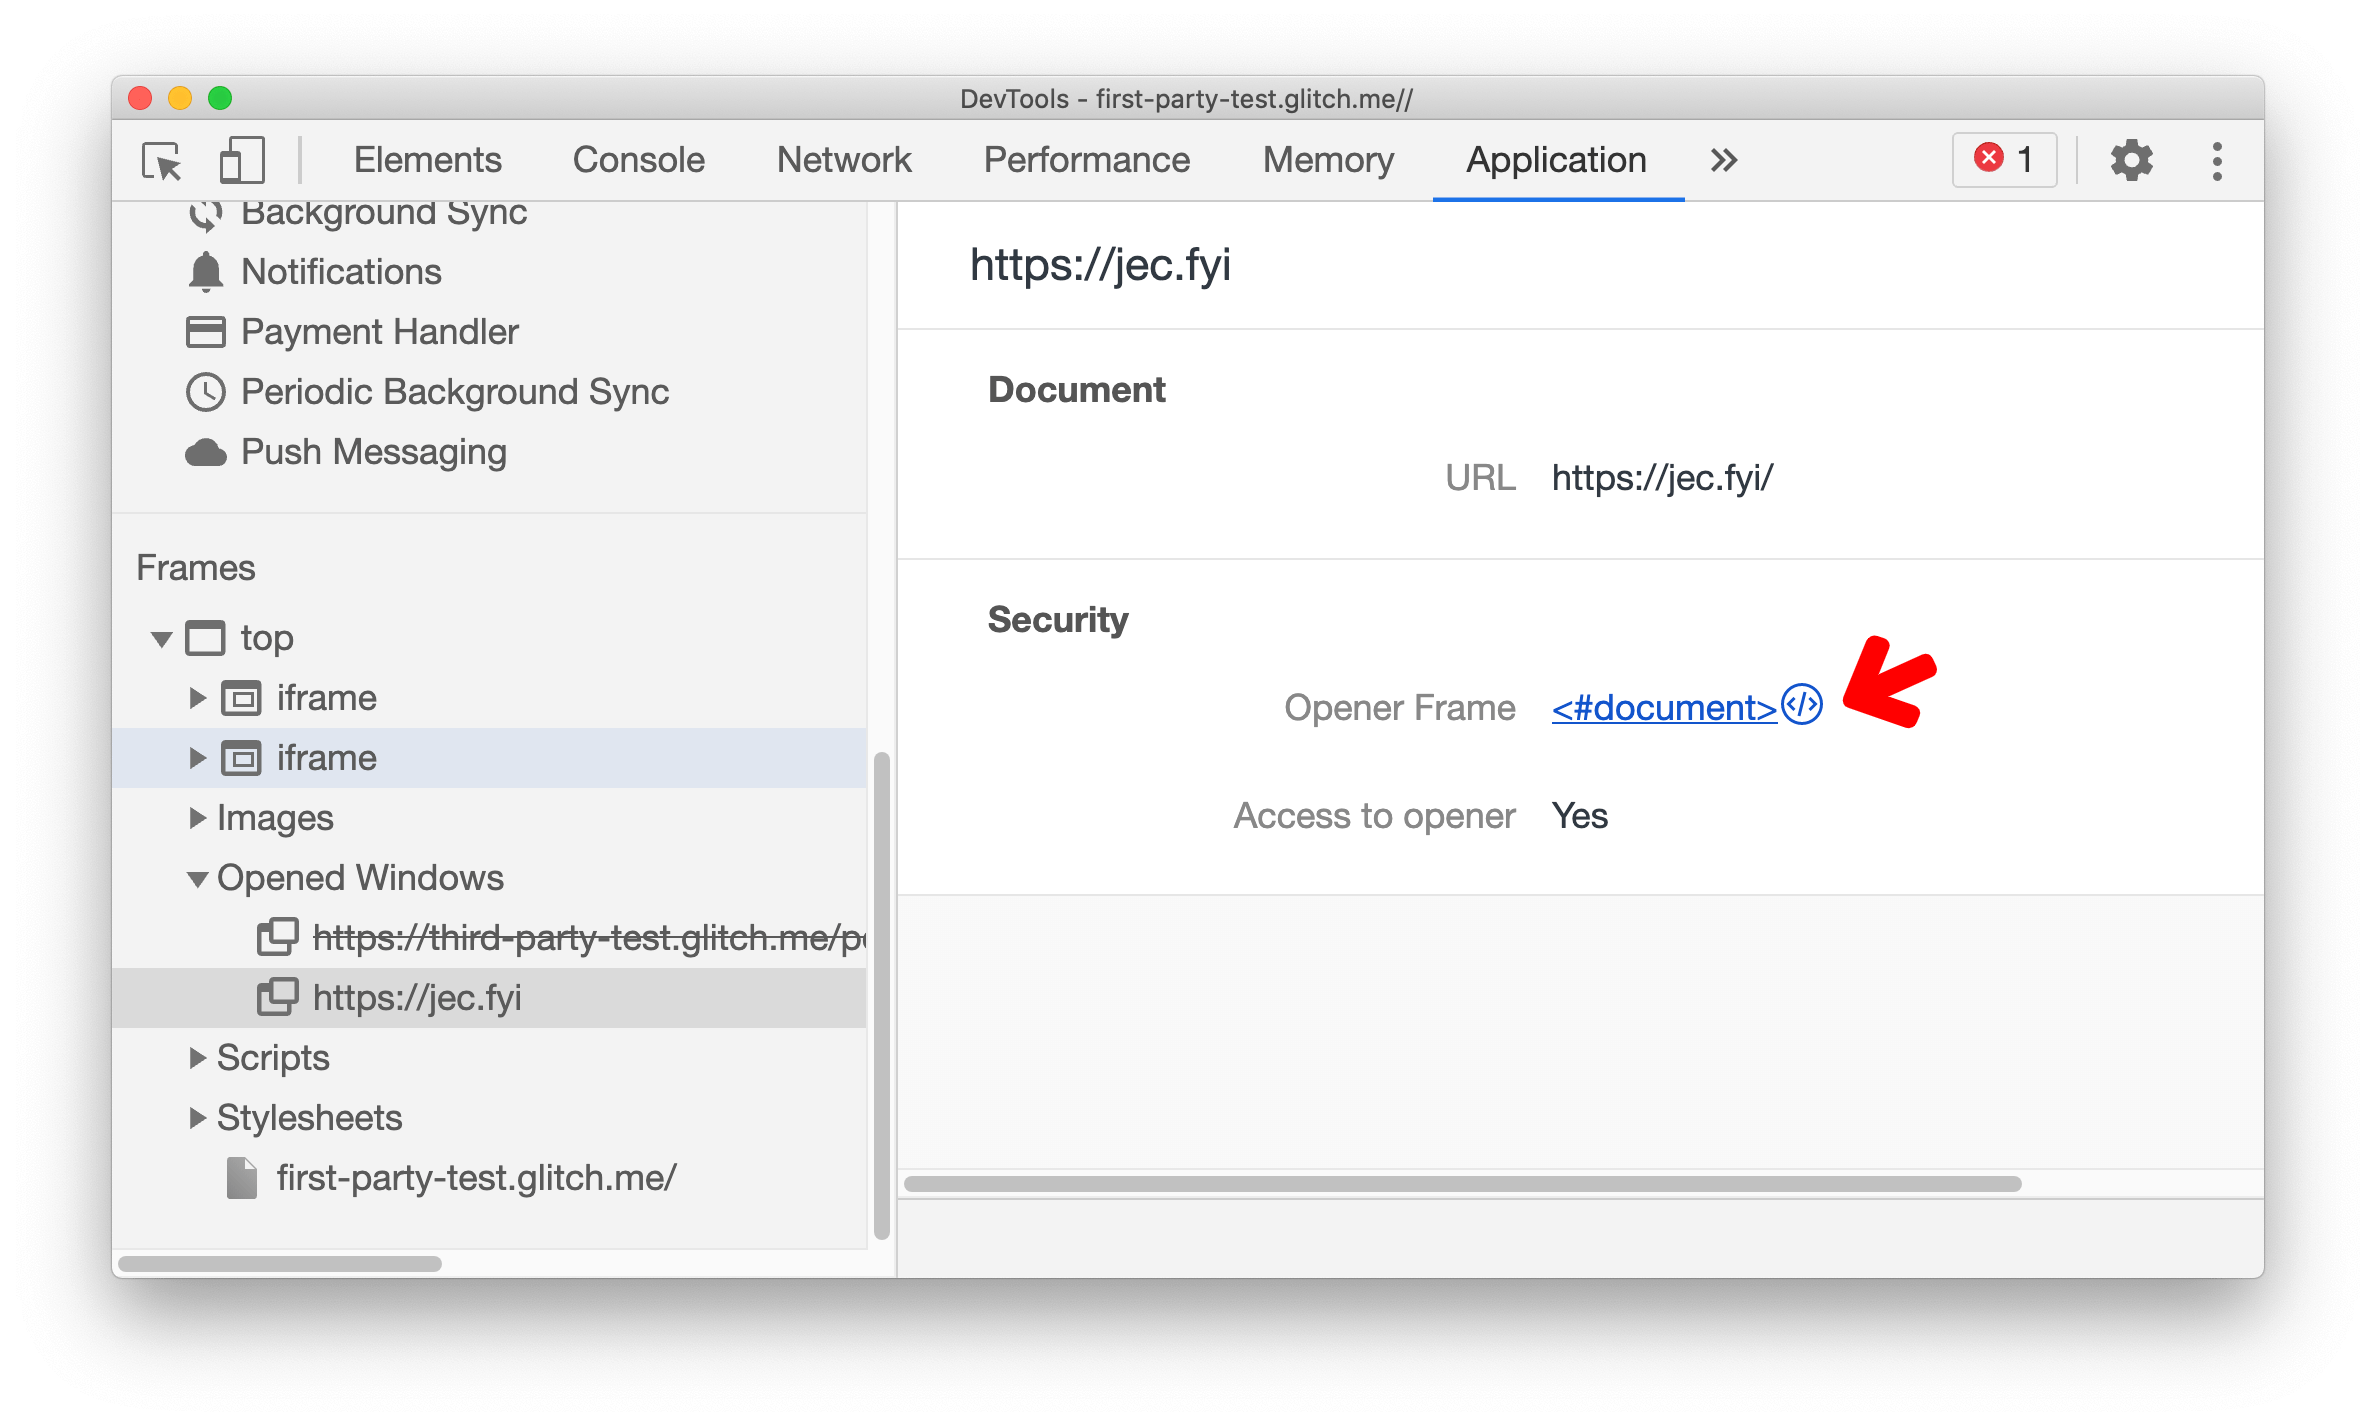 DevTools - first-party-test.glitch.me//
Elements Console Network Performance Memory Application 1
Background Sync
Notifications
Payment Handler
Periodic Background Sync
Push Messaging
Frames
top
iframe
iframe
Images
Opened Windows
https://third-party-test.glitch.me/
https://jec.fyi
Scripts
Stylesheets
first-party-test.glitch.me/
https://jec.fyi
Document
URL https://jec.fyi/
Security
Opener Frame <#document>
Access to opener Yes